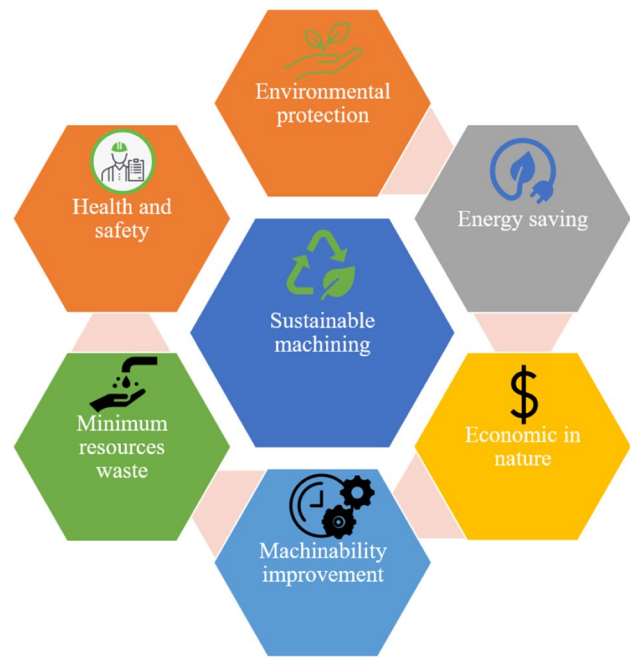 Environmental
protection
Health and
safety
Energy saving
Sustainable
machining
Minimum
resources
waste
Economic in
nature
Machinability
improvement